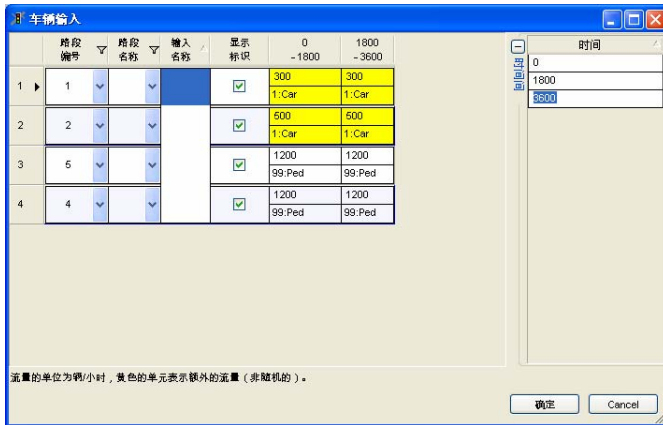 车辆输入
路段编号 路段名称 输入名称 显示标识 0 -1800 1800 -3600
1 1 300 300
1:Car 1:Car
2 2 500 500
1:Car 1:Car
3 5 1200 1200
99:Ped 99:Ped
4 4 1200 1200
99:Ped 99:Ped
时间
时间
0
1800
3600
流量的单位为辆/小时，黄色的单元表示额外的流量（非随机的）。
确定 Cancel